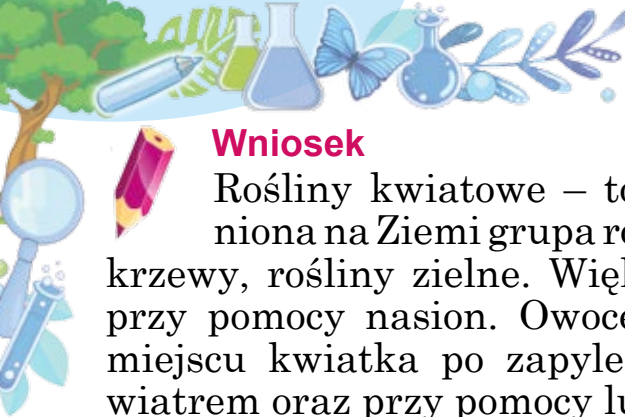 Wniosek
Rośliny kwiatowe – to
niona na Ziemi grupa
krzewy, rośliny zielne.
przy pomocy nasion.
miejscu kwiatka po
wiatrem oraz przy pomocy